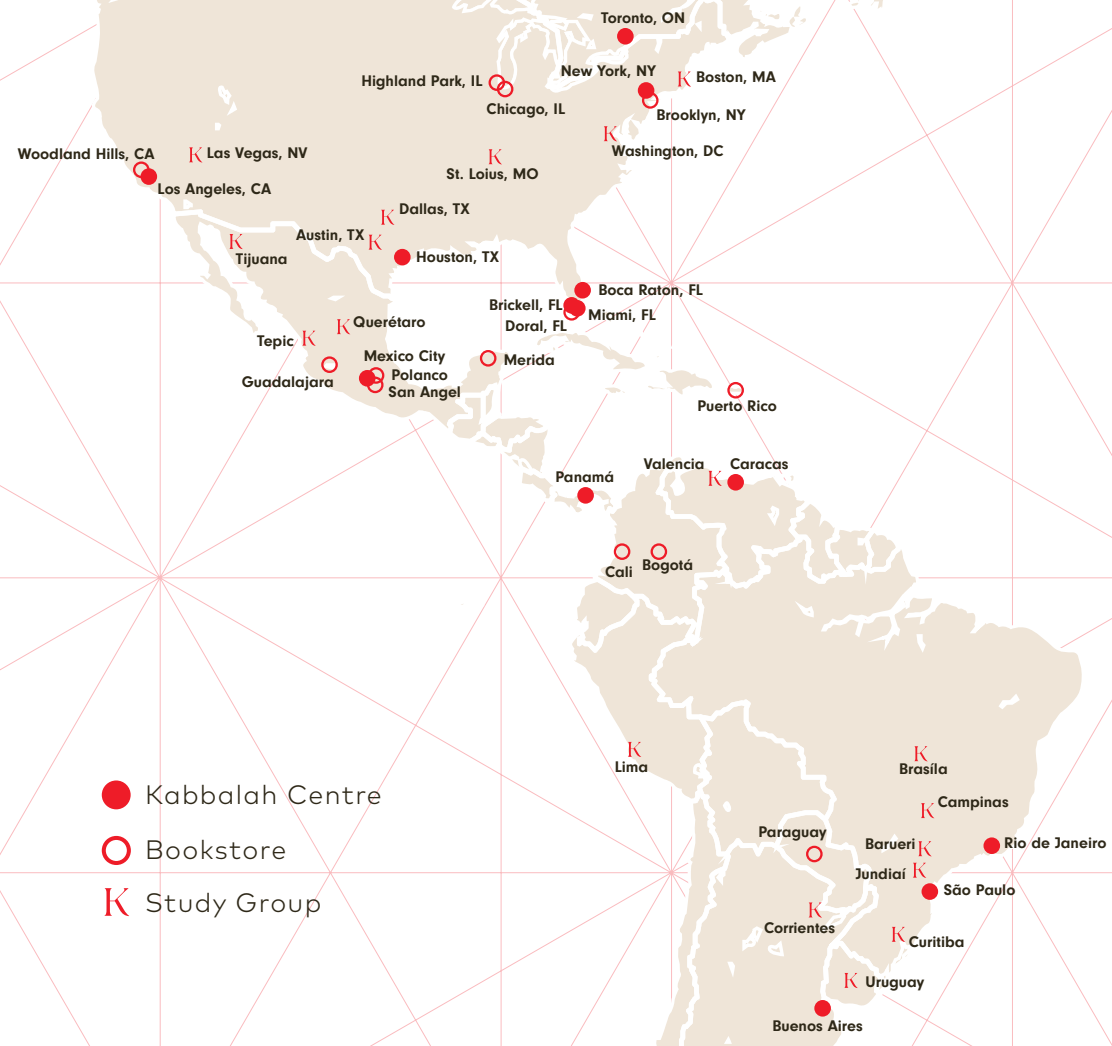 Toronto, ON
New York, NY
Boston, MA
Highland Park, IL
Chicago, IL
Brooklyn, NY
Washington, DC
Woodland Hills, CA
Las Vegas, NV
St. Loius, MO
Los Angeles, CA
Dallas, TX
Austin, TX
Tijuana
Houston, TX
Boca Raton, FL
Brickell, FL
Miami, FL
Doral, FL
Querétaro
Tepic
Mexico City
Merida
Polanco
Guadalajara
San Angel
Puerto Rico
Valencia
Caracas
Panamá
Cali
Bogotá
Lima
Brasíla
Kabbalah Centre
Campinas
Paraguay
Barueri
Rio de Janeiro
Bookstore
Jundiaí
São Paulo
Study Group
Corrientes
Curitiba
Uruguay
Buenos Aires